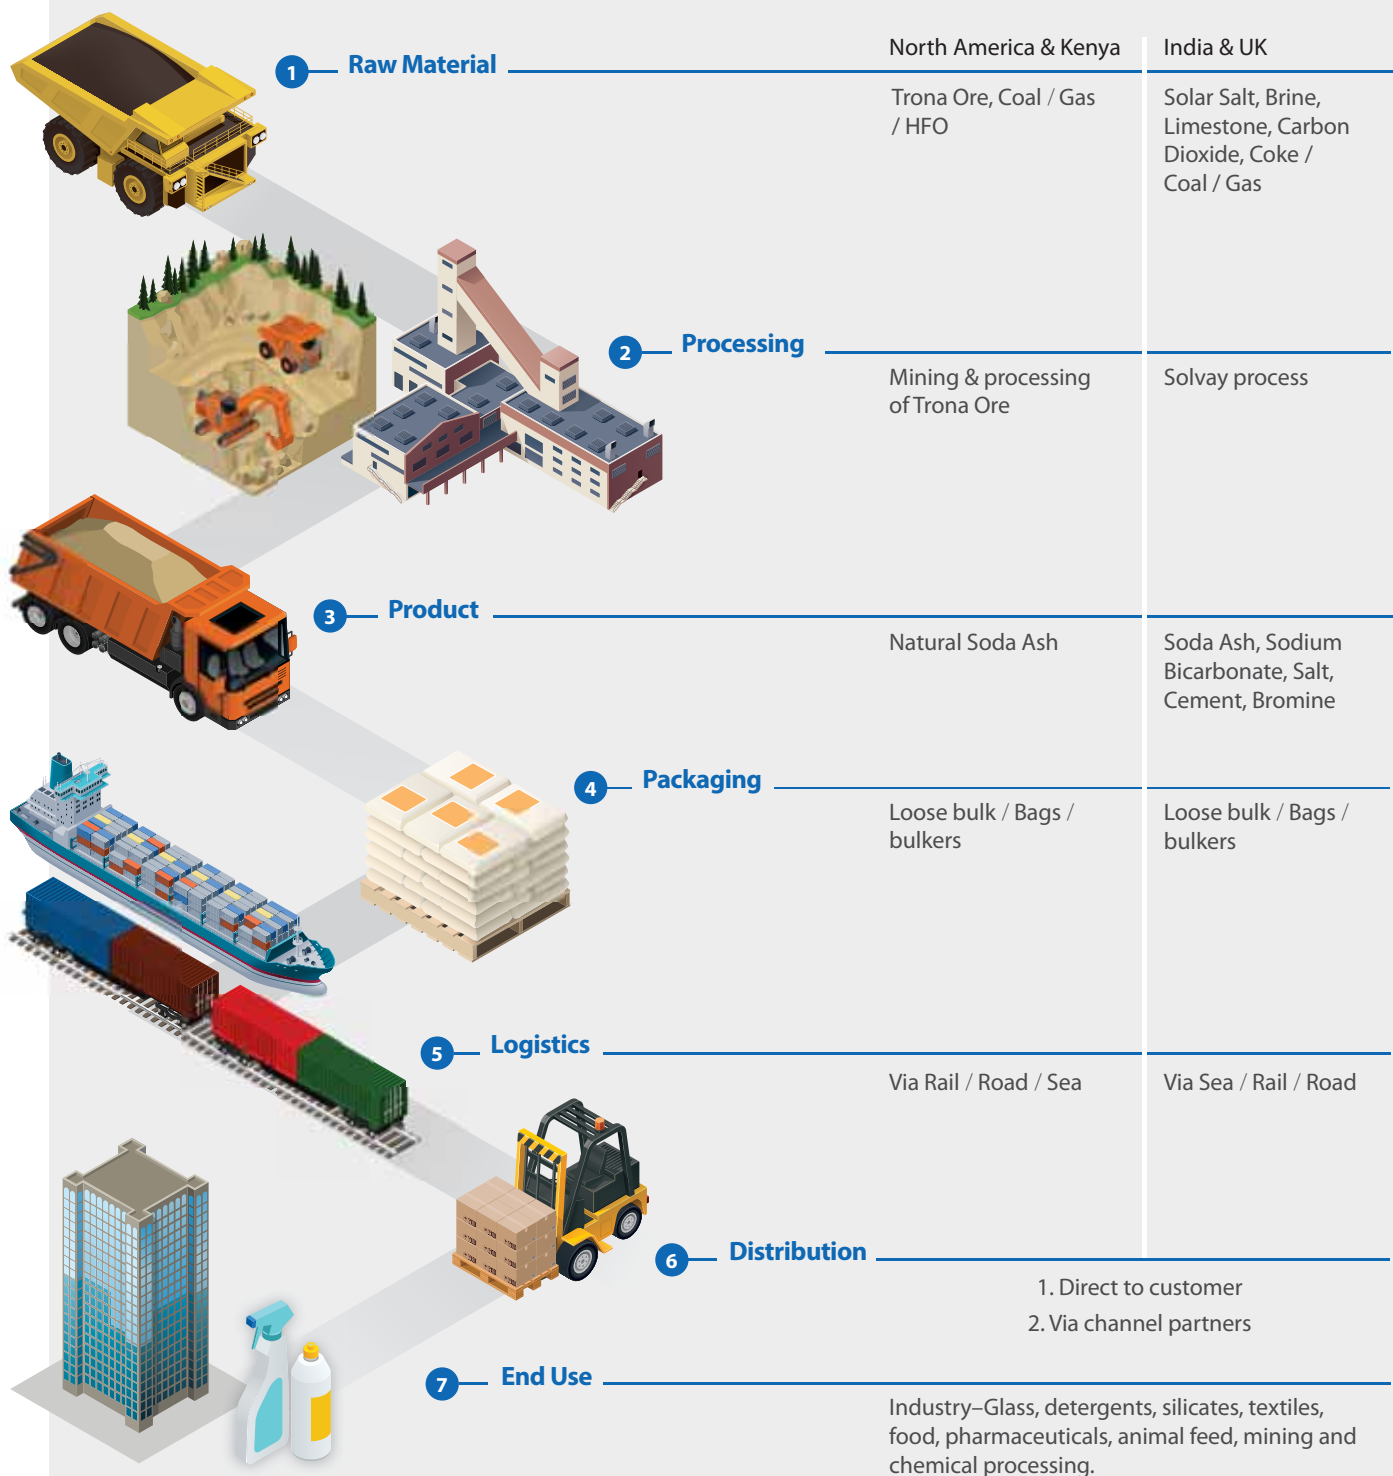 North America & Kenya
India & UK
1
Raw Material
Trona Ore, Coal / Gas
/ HFO
Solar Salt, Brine,
Limestone, Carbon
Dioxide, Coke /
Coal / Gas
2
Processing
Mining & processing
of Trona Ore
Solvay process
3
Product
Natural Soda Ash
Soda Ash, Sodium
Bicarbonate, Salt,
Cement, Bromine
4
Packaging
Loose bulk / Bags /
bulkers
Loose bulk / Bags /
bulkers
5
Logistics
Via Rail / Road / Sea
Via Sea / Rail / Road
6
Distribution
1. Direct to customer
2. Via channel partners
7
End Use
Industry–Glass, detergents, silicates, textiles,
food, pharmaceuticals, animal feed, mining and
chemical processing.